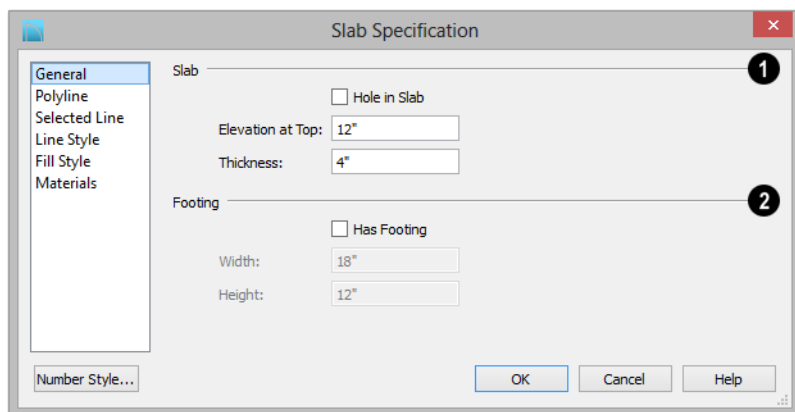 Slab Specification
×
General
Polyline
Selected Line
Line Style
Fill Style
Materials
Slab
1
Hole in Slab
Elevation at Top: 12"
Thickness: 4"
Footing
2
Has Footing
Width: 18"
Height: 12"
Number Style...
OK
Cancel
Help